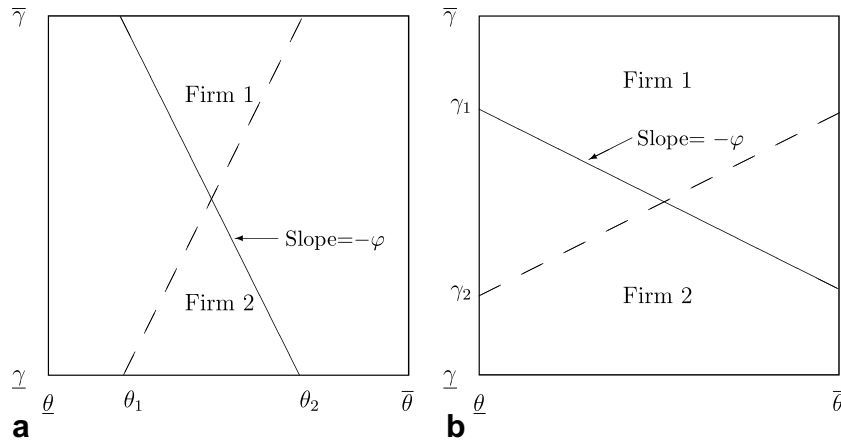 γ̅
Firm 1
Slope=−φ
Firm 2
γ̲
θ̲
θ₁
θ₂
θ̅
a
γ̅
Firm 1
γ₁
Slope= −φ
γ₂
Firm 2
γ̲
θ̲
θ̅
b